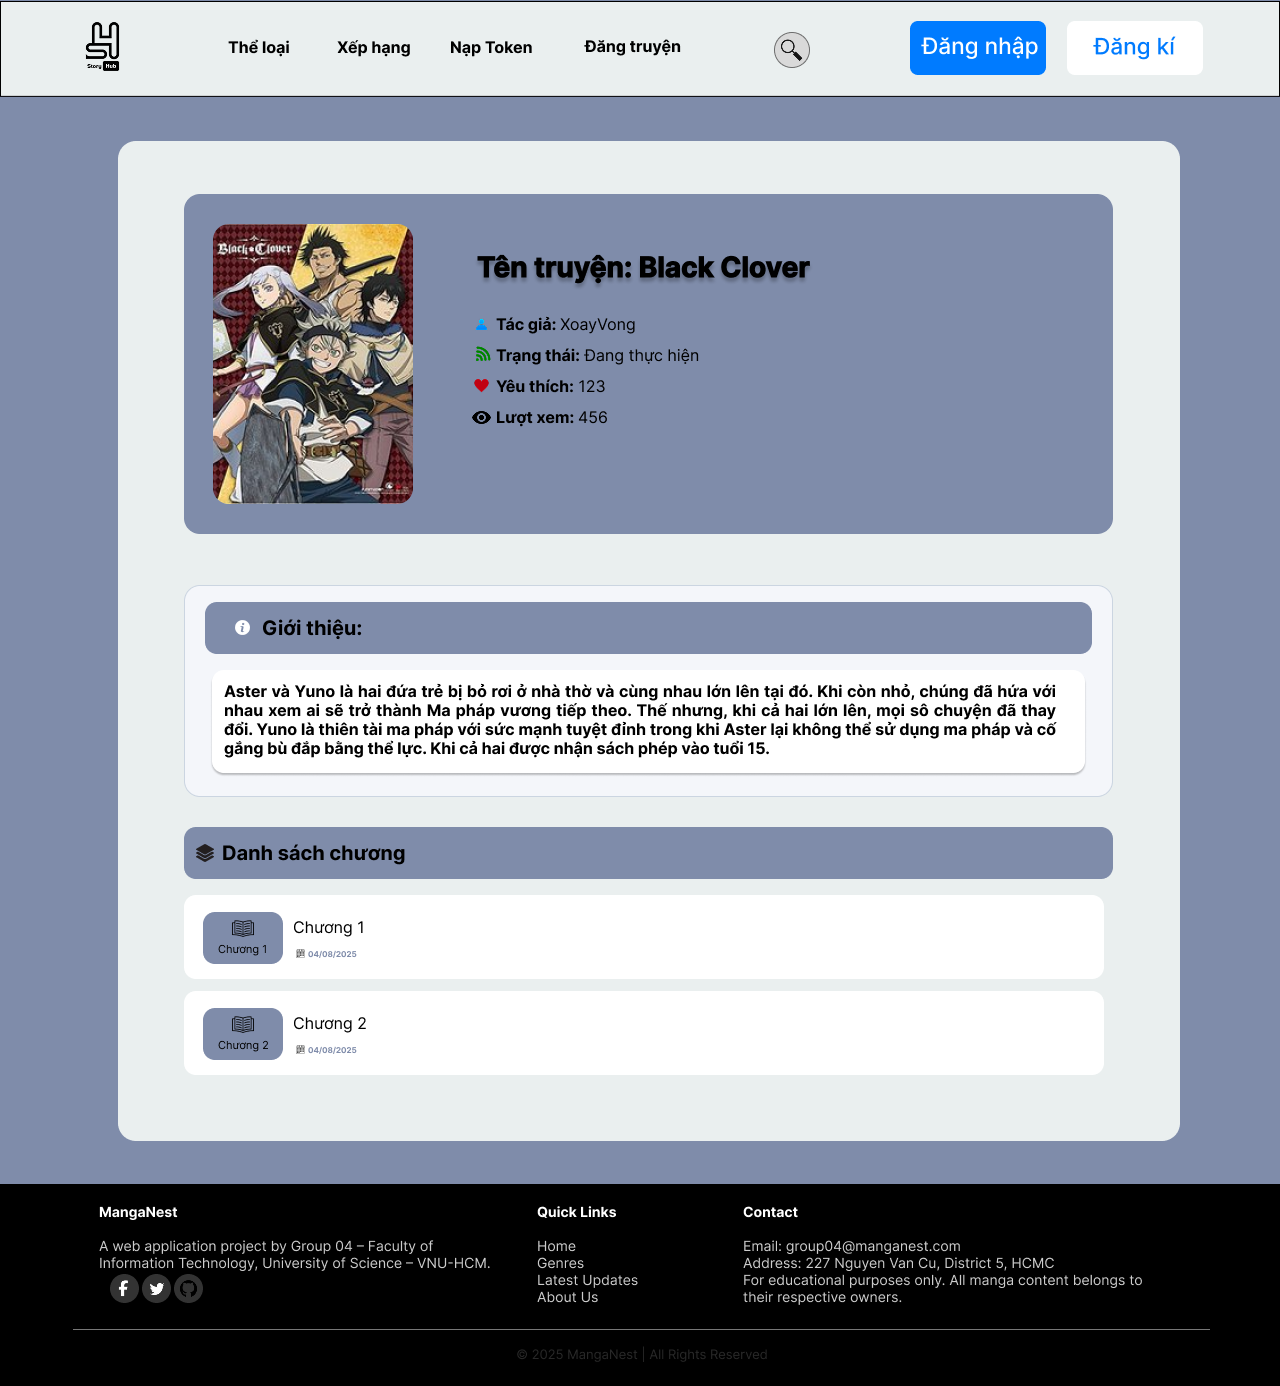 Story Hub
Thể loại
Xếp hạng
Nạp Token
Đăng truyện
Đăng nhập
Đăng kí
Black Clover
Tên truyện: Black Clover
Tác giả: XoayVong
Trạng thái: Đang thực hiện
Yêu thích: 123
Lượt xem: 456
Giới thiệu:
Aster và Yuno là hai đứa trẻ bị bỏ rơi ở nhà thờ và cùng nhau lớn lên tại đó. Khi còn nhỏ, chúng đã hứa với
nhau xem ai sẽ trở thành Ma pháp vương tiếp theo. Thế nhưng, khi cả hai lớn lên, mọi sô chuyện đã thay
đổi. Yuno là thiên tài ma pháp với sức mạnh tuyệt đỉnh trong khi Aster lại không thể sử dụng ma pháp và cố
gắng bù đắp bằng thể lực. Khi cả hai được nhận sách phép vào tuổi 15.
Danh sách chương
Chương 1
Chương 1
04/08/2025
Chương 2
Chương 2
04/08/2025
MangaNest
A web application project by Group 04 – Faculty of
Information Technology, University of Science – VNU-HCM.
Quick Links
Home
Genres
Latest Updates
About Us
Contact
Email: group04@manganest.com
Address: 227 Nguyen Van Cu, District 5, HCMC
For educational purposes only. All manga content belongs to
their respective owners.
© 2025 MangaNest | All Rights Reserved